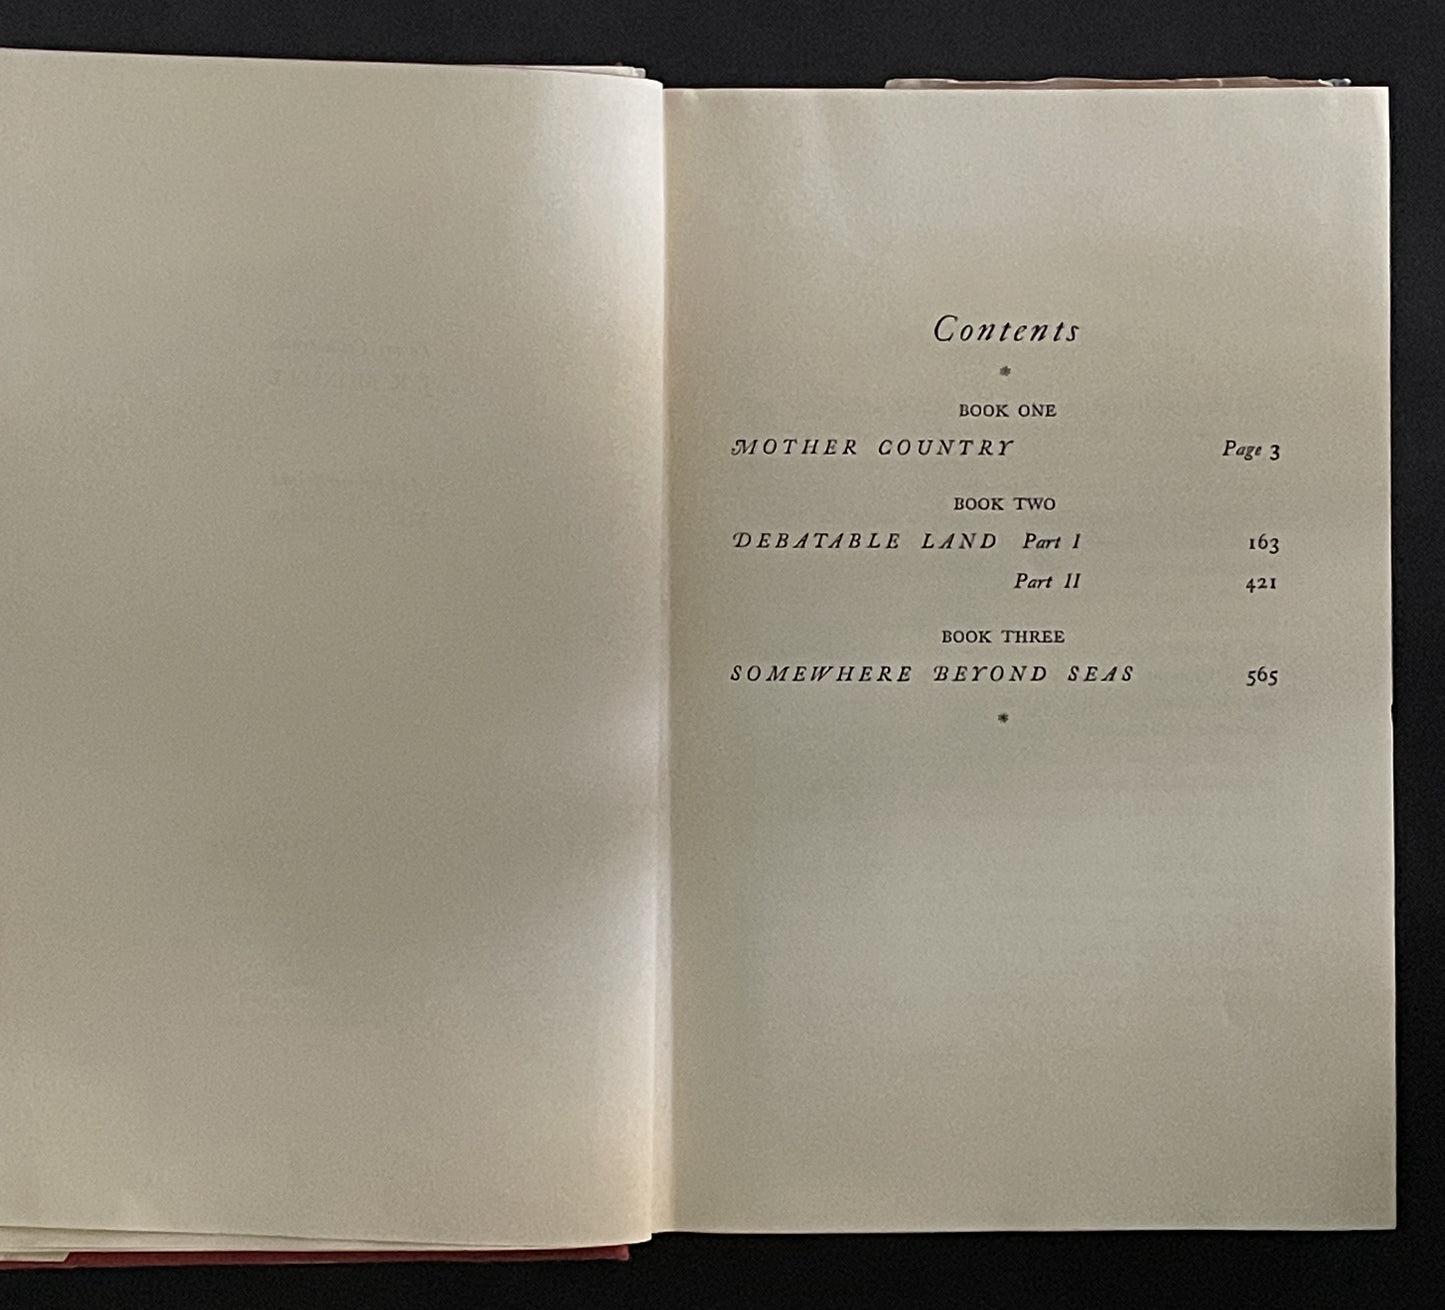 Contents
*
BOOK ONE
MOTHER COUNTRY Page 3
BOOK TWO
DEBATABLE LAND Part I 163
Part II 421
BOOK THREE
SOMEWHERE BEYOND SEAS 565
*